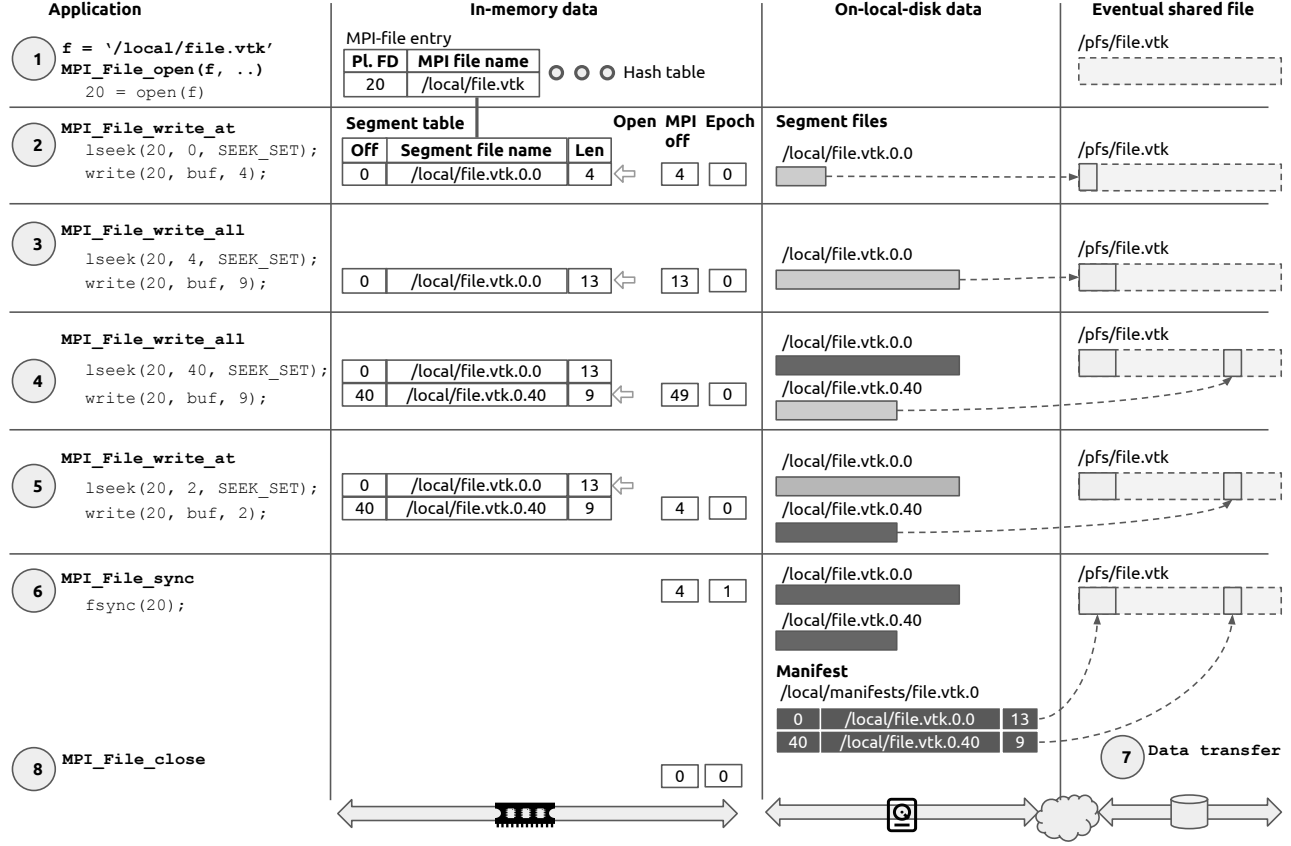 Application
In-memory data
On-local-disk data
Eventual shared file
1
f = ‘/local/file.vtk’
MPI_File_open(f, ..)
20 = open(f)
MPI-file entry
Pl. FD MPI file name
20 /local/file.vtk
Hash table
/pfs/file.vtk
2
MPI_File_write_at
lseek(20, 0, SEEK_SET);
write(20, buf, 4);
Segment table
Open MPI off Epoch
Off Segment file name Len
0 /local/file.vtk.0.0 4
4 0
Segment files
/local/file.vtk.0.0
/pfs/file.vtk
3
MPI_File_write_all
lseek(20, 4, SEEK_SET);
write(20, buf, 9);
0 /local/file.vtk.0.0 13
13 0
/local/file.vtk.0.0
/pfs/file.vtk
4
MPI_File_write_all
lseek(20, 40, SEEK_SET);
write(20, buf, 9);
0 /local/file.vtk.0.0 13
40 /local/file.vtk.0.40 9
49 0
/local/file.vtk.0.0
/local/file.vtk.0.40
/pfs/file.vtk
5
MPI_File_write_at
lseek(20, 2, SEEK_SET);
write(20, buf, 2);
0 /local/file.vtk.0.0 13
40 /local/file.vtk.0.40 9
4 0
/local/file.vtk.0.0
/local/file.vtk.0.40
/pfs/file.vtk
6
MPI_File_sync
fsync(20);
4 1
/local/file.vtk.0.0
/local/file.vtk.0.40
Manifest
/local/manifests/file.vtk.0
0 /local/file.vtk.0.0 13
40 /local/file.vtk.0.40 9
/pfs/file.vtk
7
Data transfer
8
MPI_File_close
0 0